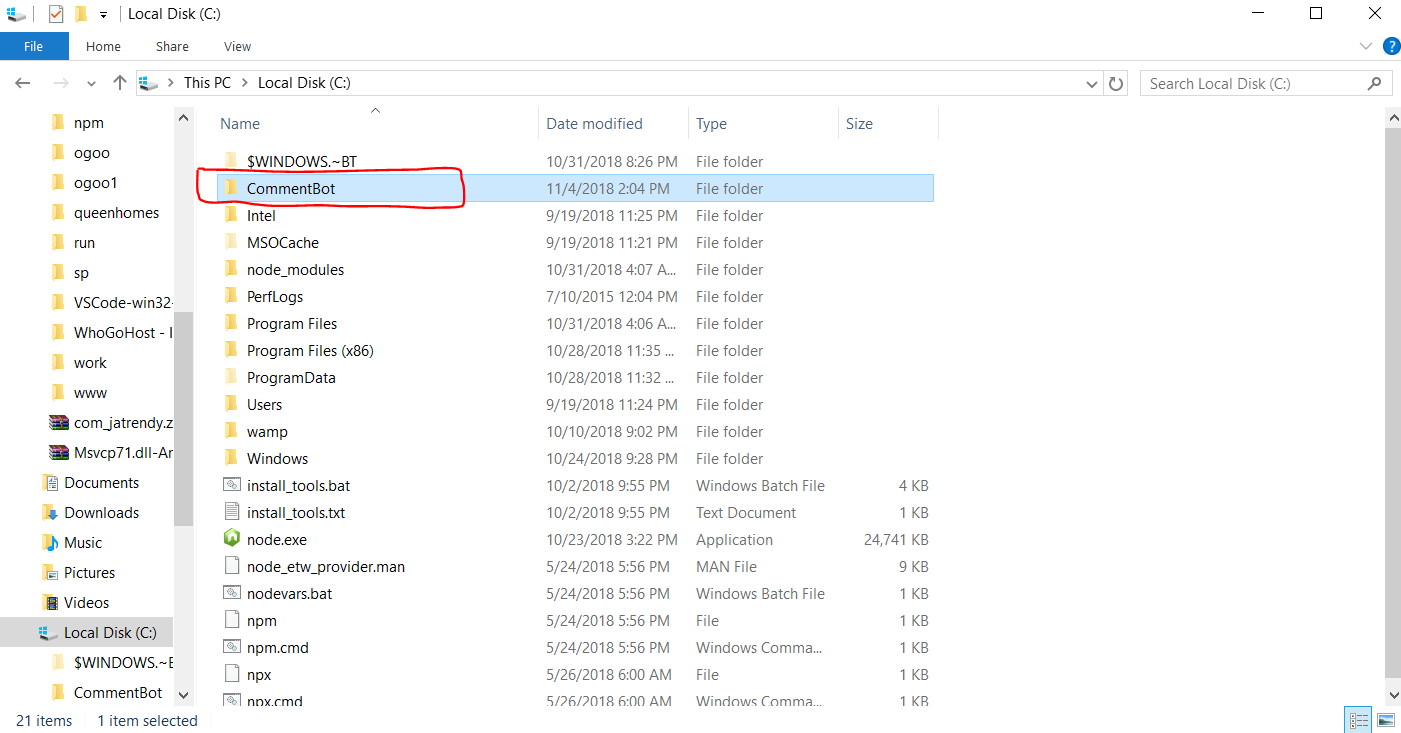 Local Disk (C:)
File Home Share View
?
This PC Local Disk (C:) Search Local Disk (C:)
npm
ogoo
ogoo1
queenhomes
run
sp
VSCode-win32-
WhoGoHost - I
work
www
com_jatrendy.z
Msvcp71.dll-Ar
Documents
Downloads
Music
Pictures
Videos
Local Disk (C:)
$WINDOWS.~B
CommentBot
Name Date modified Type Size
$WINDOWS.~BT 10/31/2018 8:26 PM File folder
CommentBot 11/4/2018 2:04 PM File folder
Intel 9/19/2018 11:25 PM File folder
MSOCache 9/19/2018 11:21 PM File folder
node_modules 10/31/2018 4:07 A... File folder
PerfLogs 7/10/2015 12:04 PM File folder
Program Files 10/31/2018 4:06 A... File folder
Program Files (x86) 10/28/2018 11:35 ... File folder
ProgramData 10/28/2018 11:32 ... File folder
Users 9/19/2018 11:24 PM File folder
wamp 10/10/2018 9:02 PM File folder
Windows 10/24/2018 9:28 PM File folder
install_tools.bat 10/2/2018 9:55 PM Windows Batch File 4 KB
install_tools.txt 10/2/2018 9:55 PM Text Document 1 KB
node.exe 10/23/2018 3:22 PM Application 24,741 KB
node_etw_provider.man 5/24/2018 5:56 PM MAN File 9 KB
nodevars.bat 5/24/2018 5:56 PM Windows Batch File 1 KB
npm 5/24/2018 5:56 PM File 1 KB
npm.cmd 5/24/2018 5:56 PM Windows Comma... 1 KB
npx 5/26/2018 6:00 AM File 1 KB
npx.cmd 5/26/2018 6:00 AM Windows Comma... 1 KB
21 items 1 item selected